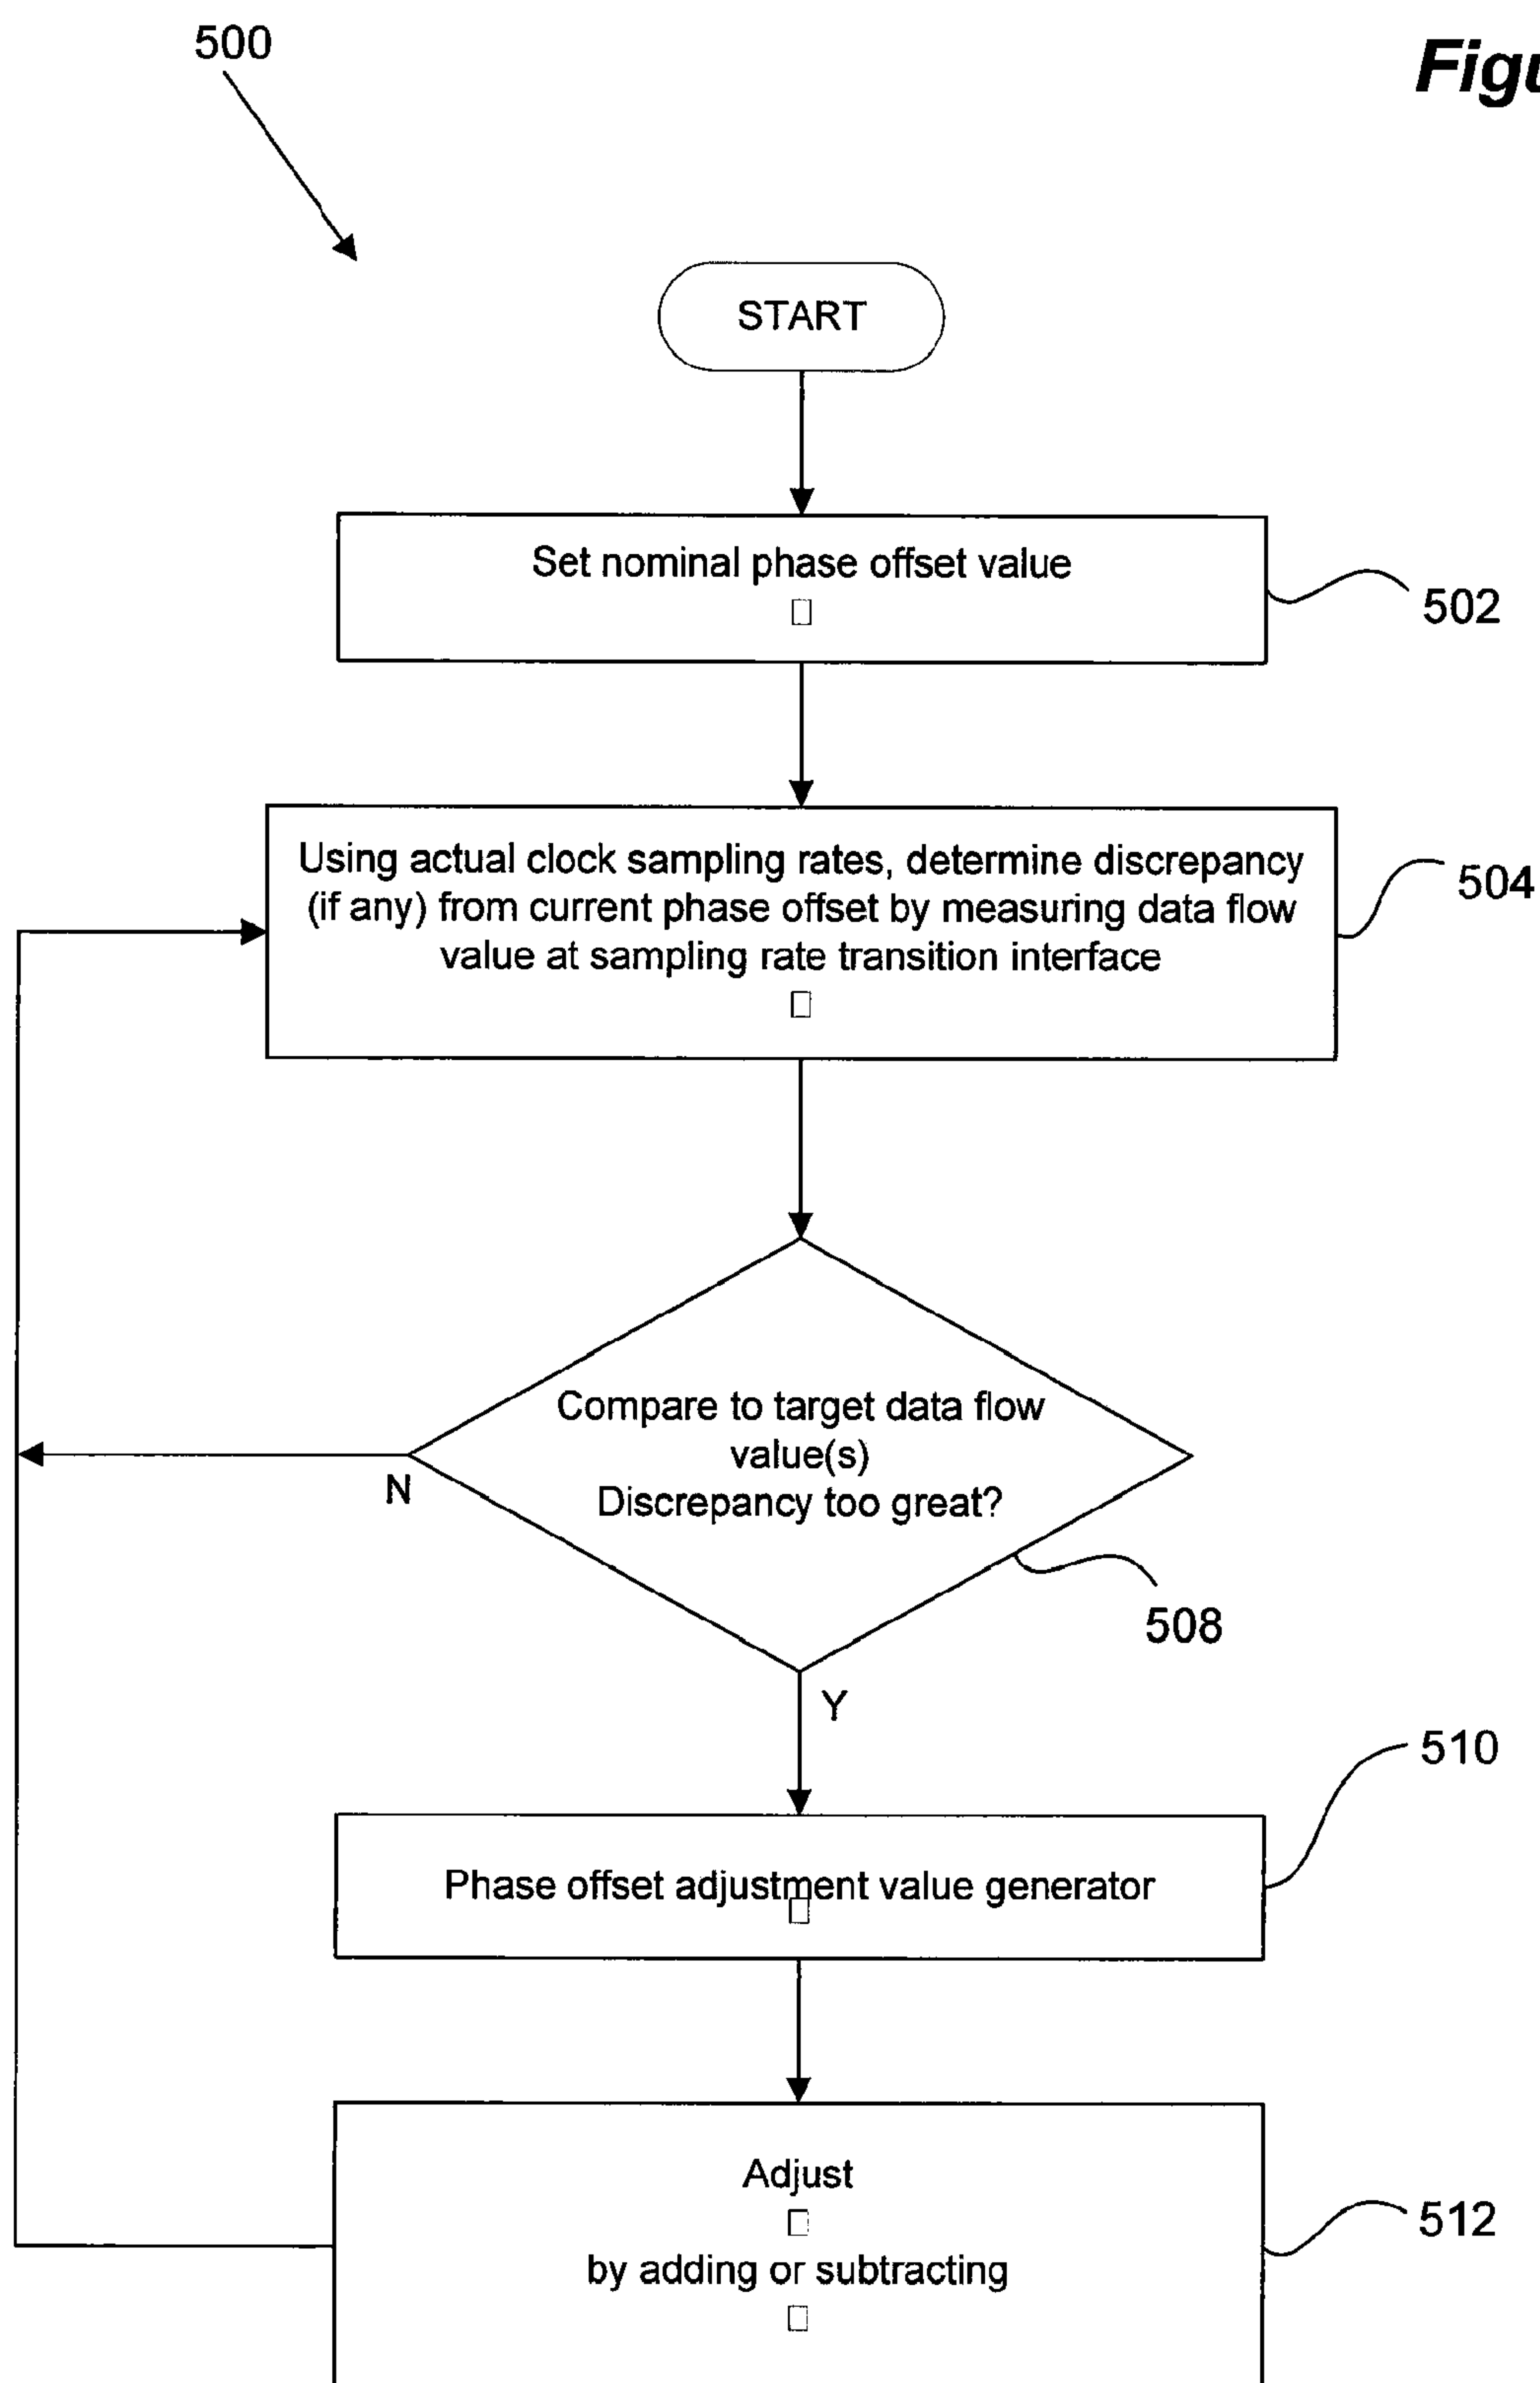 500
START
Set nominal phase offset value
502
Using actual clock sampling rates, determine discrepancy
(if any) from current phase offset by measuring data flow
value at sampling rate transition interface
504
Compare to target data flow
value(s)
Discrepancy too great?
N
508
Y
510
Phase offset adjustment value generator
Adjust
by adding or subtracting
512